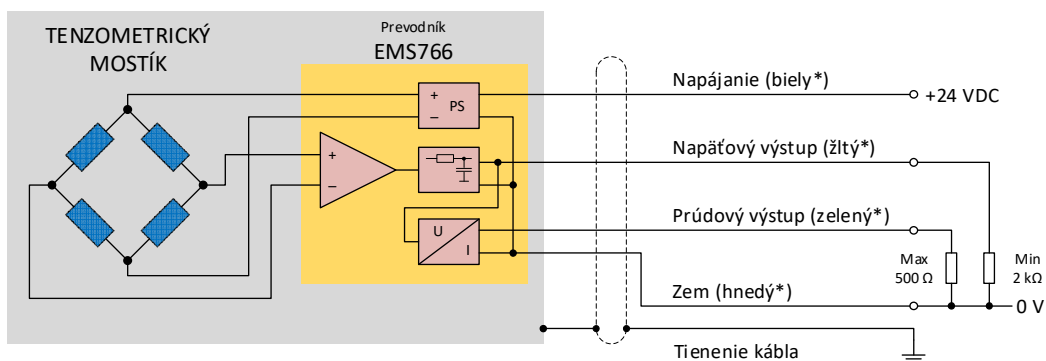 TENZOMETRICKÝ
MOSTÍK
Prevodník
EMS766
+
−
PS
+
−
U
I
Napájanie (biely*)
+24 VDC
Napäťový výstup (žltý*)
Prúdový výstup (zelený*)
Max
500 Ω
Min
2 kΩ
Zem (hnedý*)
0 V
Tienenie kábla